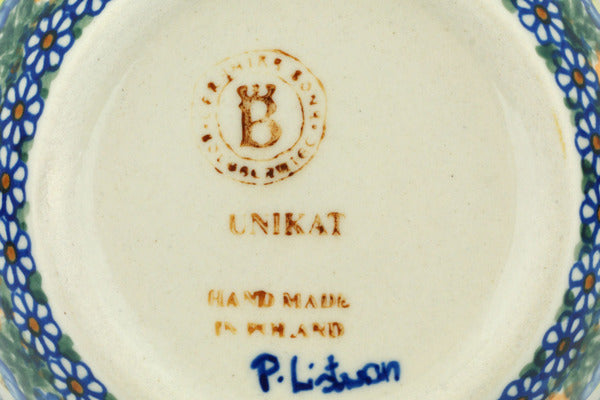 B
UNIKAT
HAND MADE
IN POLAND
P. Listwan